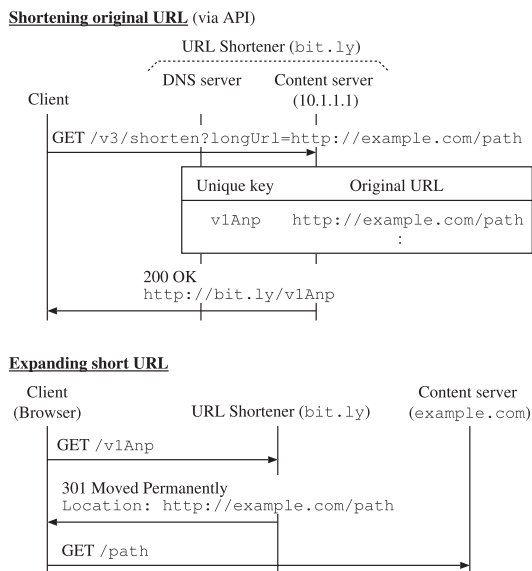 Shortening original URL (via API)
URL Shortener (bit.ly)
DNS server Content server
Client (10.1.1.1)
GET /v3/shorten?longUrl=http://example.com/path
Unique key Original URL
v1Anp http://example.com/path
:
200 OK
http://bit.ly/v1Anp
Expanding short URL
Client Content server
(Browser) URL Shortener (bit.ly) (example.com)
GET /v1Anp
301 Moved Permanently
Location: http://example.com/path
GET /path